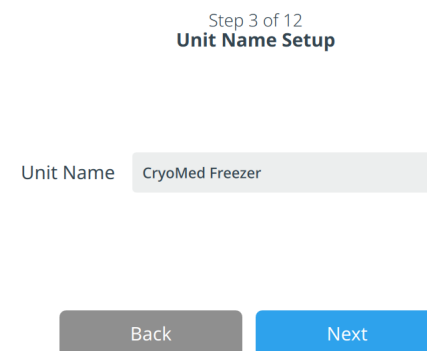 Step 3 of 12
Unit Name Setup
Unit Name CryoMed Freezer
Back Next